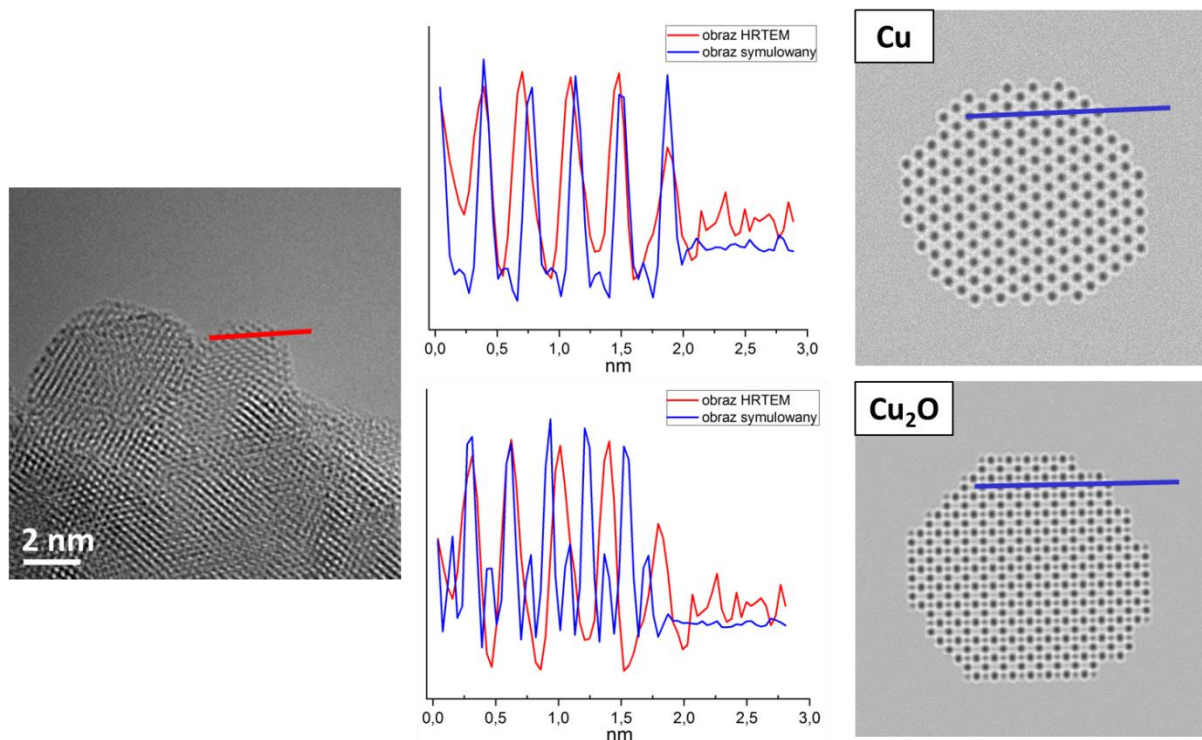 2 nm
obraz HRTEM
obraz symulowany
0,0 0,5 1,0 1,5 2,0 2,5 3,0
nm
Cu
obraz HRTEM
obraz symulowany
0,0 0,5 1,0 1,5 2,0 2,5 3,0
nm
Cu₂O